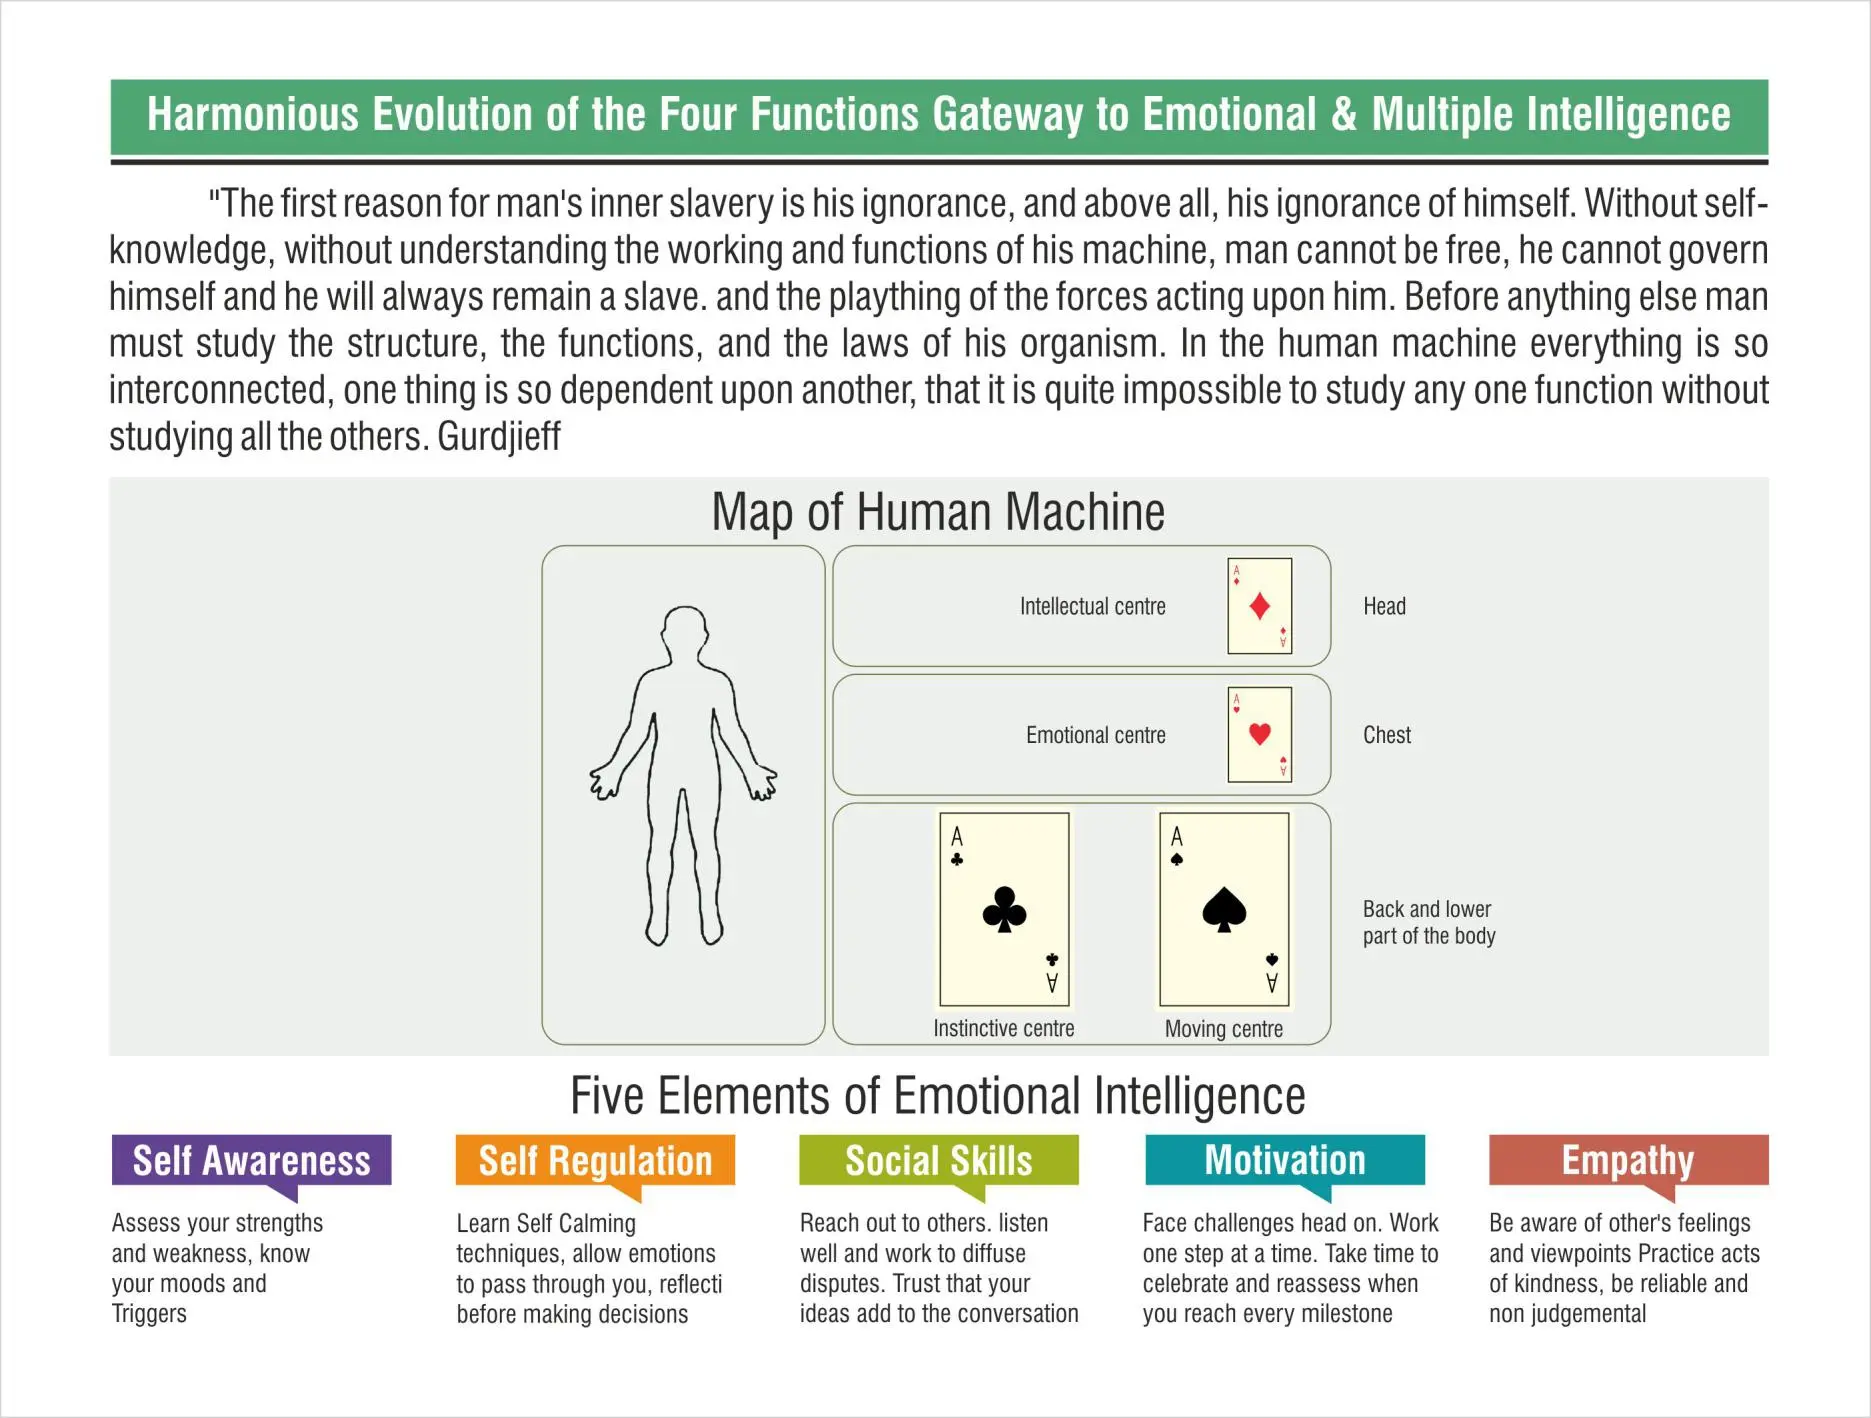 Harmonious Evolution of the Four Functions Gateway to Emotional & Multiple Intelligence
"The first reason for man's inner slavery is his ignorance, and above all, his ignorance of himself. Without self-
knowledge, without understanding the working and functions of his machine, man cannot be free, he cannot govern
himself and he will always remain a slave. and the plaything of the forces acting upon him. Before anything else man
must study the structure, the functions, and the laws of his organism. In the human machine everything is so
interconnected, one thing is so dependent upon another, that it is quite impossible to study any one function without
studying all the others. Gurdjieff
Map of Human Machine
A
Intellectual centre
Head
A
A
Emotional centre
Chest
A
A
A
Back and lower
part of the body
A
A
Instinctive centre
Moving centre
Five Elements of Emotional Intelligence
Self Awareness
Assess your strengths
and weakness, know
your moods and
Triggers
Self Regulation
Learn Self Calming
techniques, allow emotions
to pass through you, reflecti
before making decisions
Social Skills
Reach out to others. listen
well and work to diffuse
disputes. Trust that your
ideas add to the conversation
Motivation
Face challenges head on. Work
one step at a time. Take time to
celebrate and reassess when
you reach every milestone
Empathy
Be aware of other's feelings
and viewpoints Practice acts
of kindness, be reliable and
non judgemental